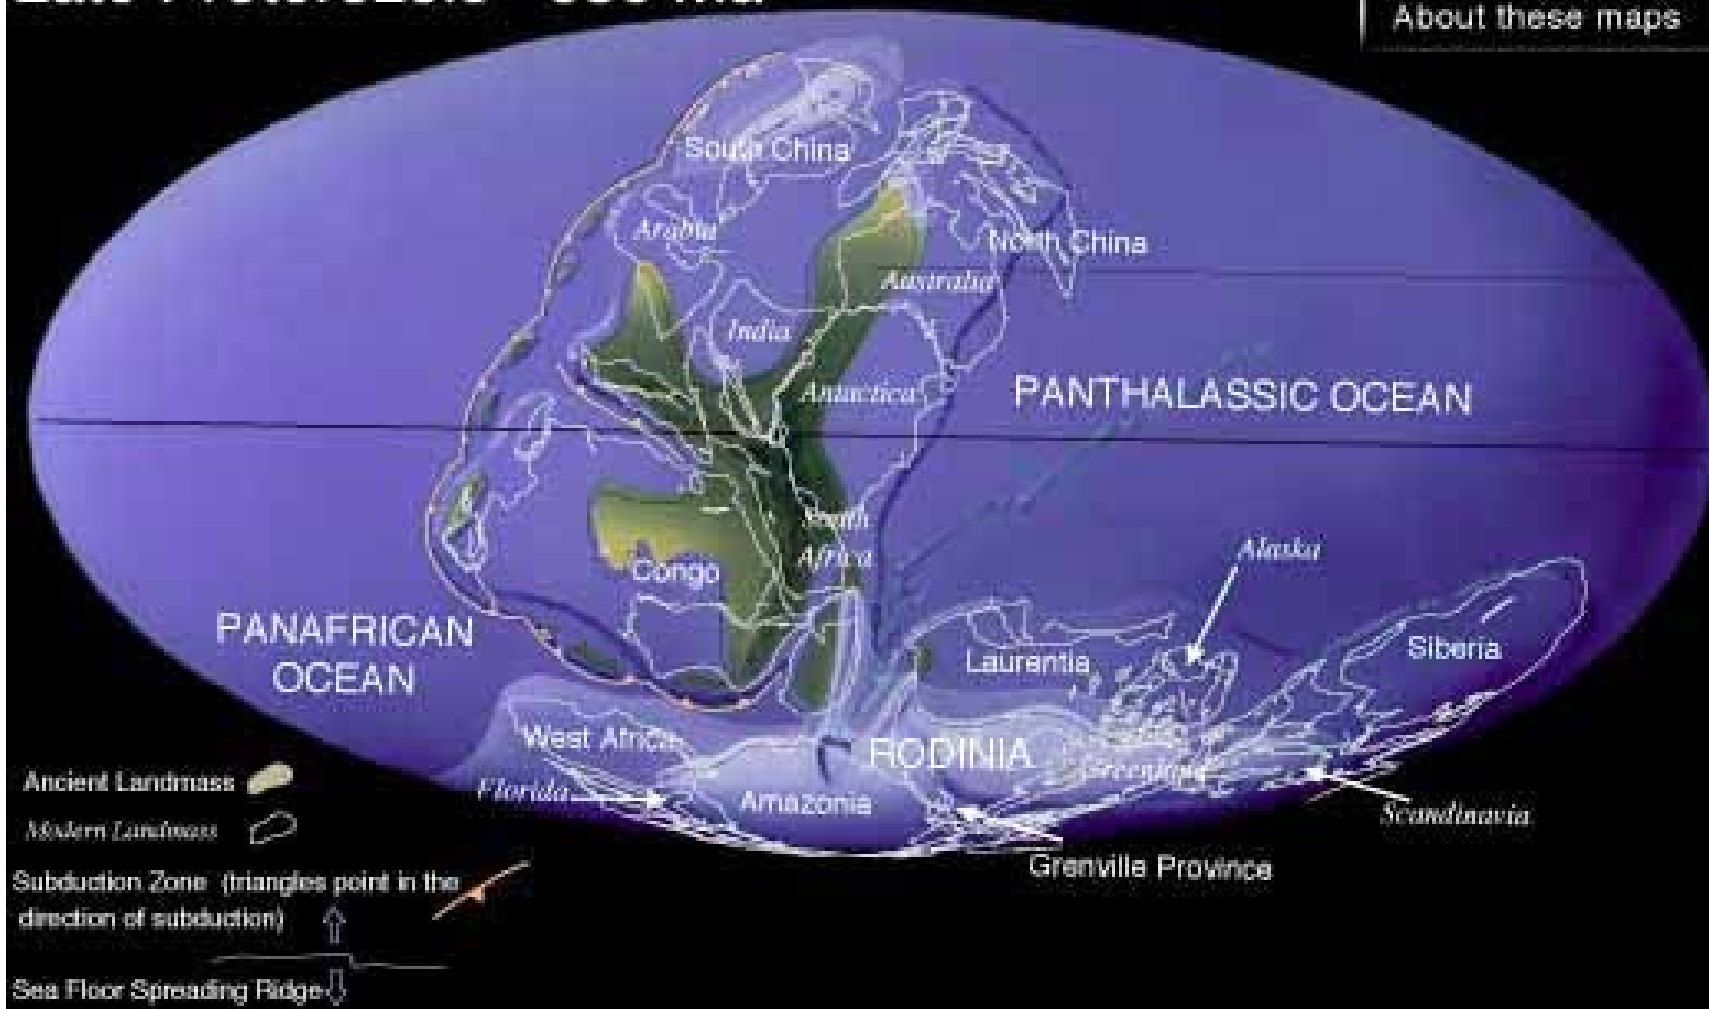 About these maps
South China
Arabia
North China
Australia
India
Antactica
PANTHALASSIC OCEAN
South
Africa
Congo
Alaska
PANAFRICAN
OCEAN
Laurentia
Siberia
West Africa
RODINIA
Greenland
Ancient Landmass
Florida
Amazonia
Scandinavia
Modern Landmass
Grenville Province
Subduction Zone (triangles point in the
direction of subduction)
Sea Floor Spreading Ridge